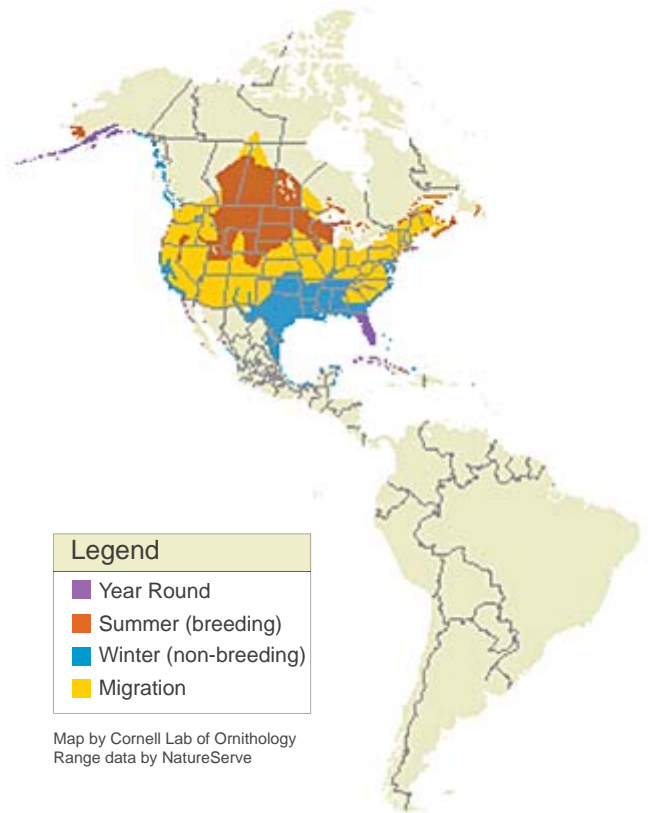 Legend
Year Round
Summer (breeding)
Winter (non-breeding)
Migration
Map by Cornell Lab of Ornithology
Range data by NatureServe